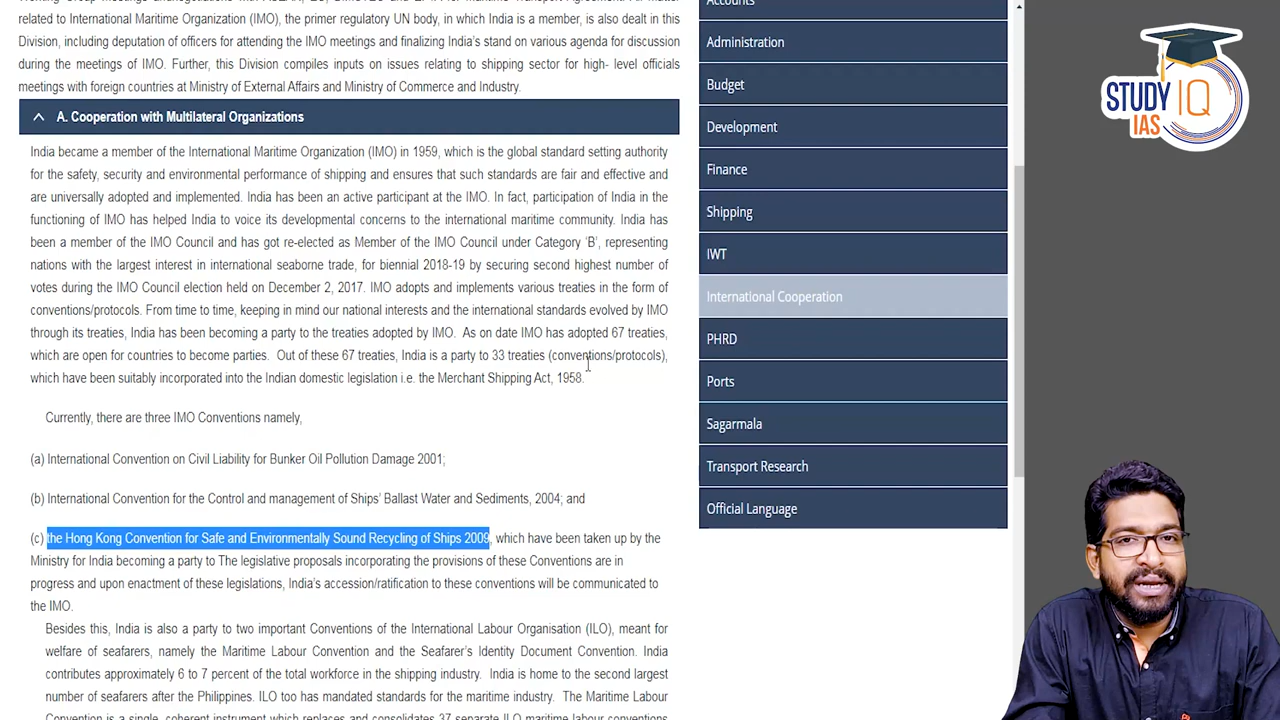 related to International Maritime Organization (IMO), the primer regulatory UN body, in which India is a member, is also dealt in this
Division, including deputation of officers for attending the IMO meetings and finalizing India's stand on various agenda for discussion
during the meetings of IMO. Further, this Division compiles inputs on issues relating to shipping sector for high- level officials
meetings with foreign countries at Ministry of External Affairs and Ministry of Commerce and Industry.
A. Cooperation with Multilateral Organizations
India became a member of the International Maritime Organization (IMO) in 1959, which is the global standard setting authority
for the safety, security and environmental performance of shipping and ensures that such standards are fair and effective and
are universally adopted and implemented. India has been an active participant at the IMO. In fact, participation of India in the
functioning of IMO has helped India to voice its developmental concerns to the international maritime community. India has
been a member of the IMO Council and has got re-elected as Member of the IMO Council under Category 'B', representing
nations with the largest interest in international seaborne trade, for biennial 2018-19 by securing second highest number of
votes during the IMO Council election held on December 2, 2017. IMO adopts and implements various treaties in the form of
conventions/protocols. From time to time, keeping in mind our national interests and the international standards evolved by IMO
through its treaties, India has been becoming a party to the treaties adopted by IMO. As on date IMO has adopted 67 treaties,
which are open for countries to become parties. Out of these 67 treaties, India is a party to 33 treaties (conventions/protocols),
which have been suitably incorporated into the Indian domestic legislation i.e. the Merchant Shipping Act, 1958.
Currently, there are three IMO Conventions namely,
(a) International Convention on Civil Liability for Bunker Oil Pollution Damage 2001;
(b) International Convention for the Control and management of Ships' Ballast Water and Sediments, 2004; and
(c) the Hong Kong Convention for Safe and Environmentally Sound Recycling of Ships 2009, which have been taken up by the
Ministry for India becoming a party to The legislative proposals incorporating the provisions of these Conventions are in
progress and upon enactment of these legislations, India's accession/ratification to these conventions will be communicated to
the IMO.
Besides this, India is also a party to two important Conventions of the International Labour Organisation (ILO), meant for
welfare of seafarers, namely the Maritime Labour Convention and the Seafarer's Identity Document Convention. India
contributes approximately 6 to 7 percent of the total workforce in the shipping industry. India is home to the second largest
number of seafarers after the Philippines. ILO too has mandated standards for the maritime industry. The Maritime Labour
Convention is a single, coherent instrument which replaces and consolidates 37 separate ILO maritime labour conventions
Accounts
Administration
Budget
Development
Finance
Shipping
IWT
International Cooperation
PHRD
Ports
Sagarmala
Transport Research
Official Language
STUDY IQ
IAS